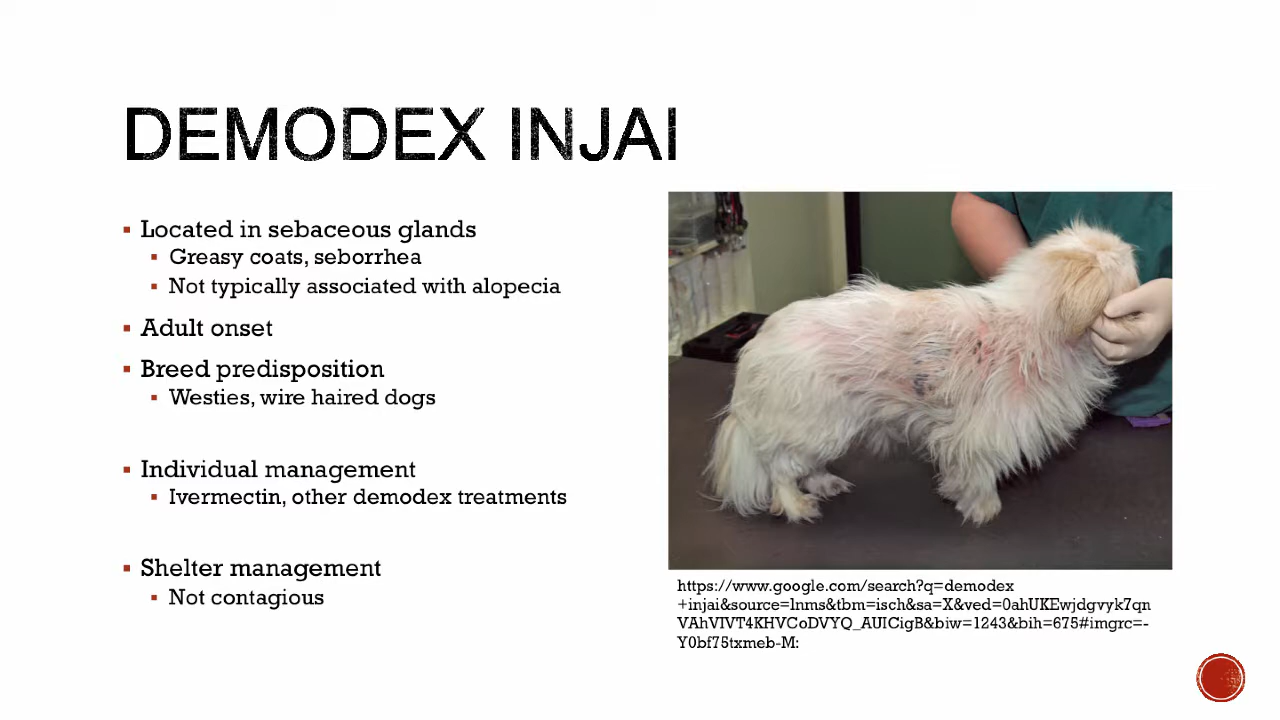 DEMODEX INJAI
Located in sebaceous glands
Greasy coats, seborrhea
Not typically associated with alopecia
Adult onset
Breed predisposition
Westies, wire haired dogs
Individual management
Ivermectin, other demodex treatments
Shelter management
Not contagious
https://www.google.com/search?q=demodex
+injai&source=lnms&tbm=isch&sa=X&ved=0ahUKEwjdgvyk7qn
VAhVIVT4KHVCoDVYQ_AUICigB&biw=1243&bih=675#imgrc=-
Y0bf75txmeb-M: